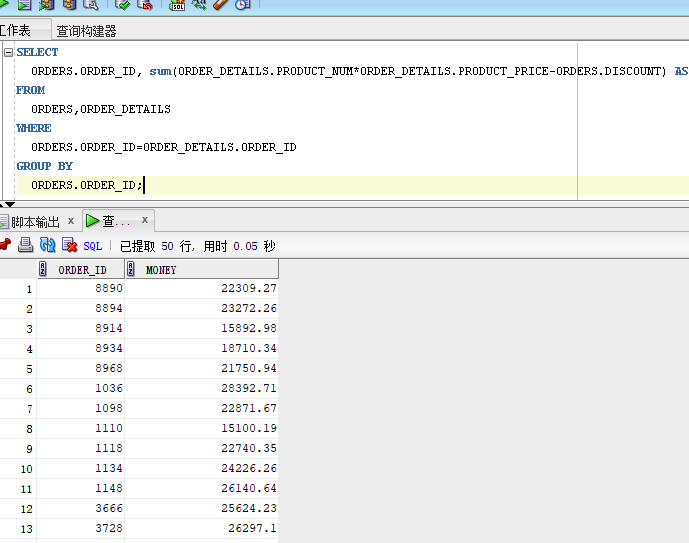 工作表 查询构建器
SELECT
ORDERS.ORDER_ID, sum(ORDER_DETAILS.PRODUCT_NUM*ORDER_DETAILS.PRODUCT_PRICE-ORDERS.DISCOUNT) AS
FROM
ORDERS,ORDER_DETAILS
WHERE
ORDERS.ORDER_ID=ORDER_DETAILS.ORDER_ID
GROUP BY
ORDERS.ORDER_ID;
脚本输出 x 查... x
SQL | 已提取 50 行, 用时 0.05 秒
ORDER_ID MONEY
1 8890 22309.27
2 8894 23272.26
3 8914 15892.98
4 8934 18710.34
5 8968 21750.94
6 1036 28392.71
7 1098 22871.67
8 1110 15100.19
9 1118 22740.35
10 1134 24226.26
11 1148 26140.64
12 3666 25624.23
13 3728 26297.1